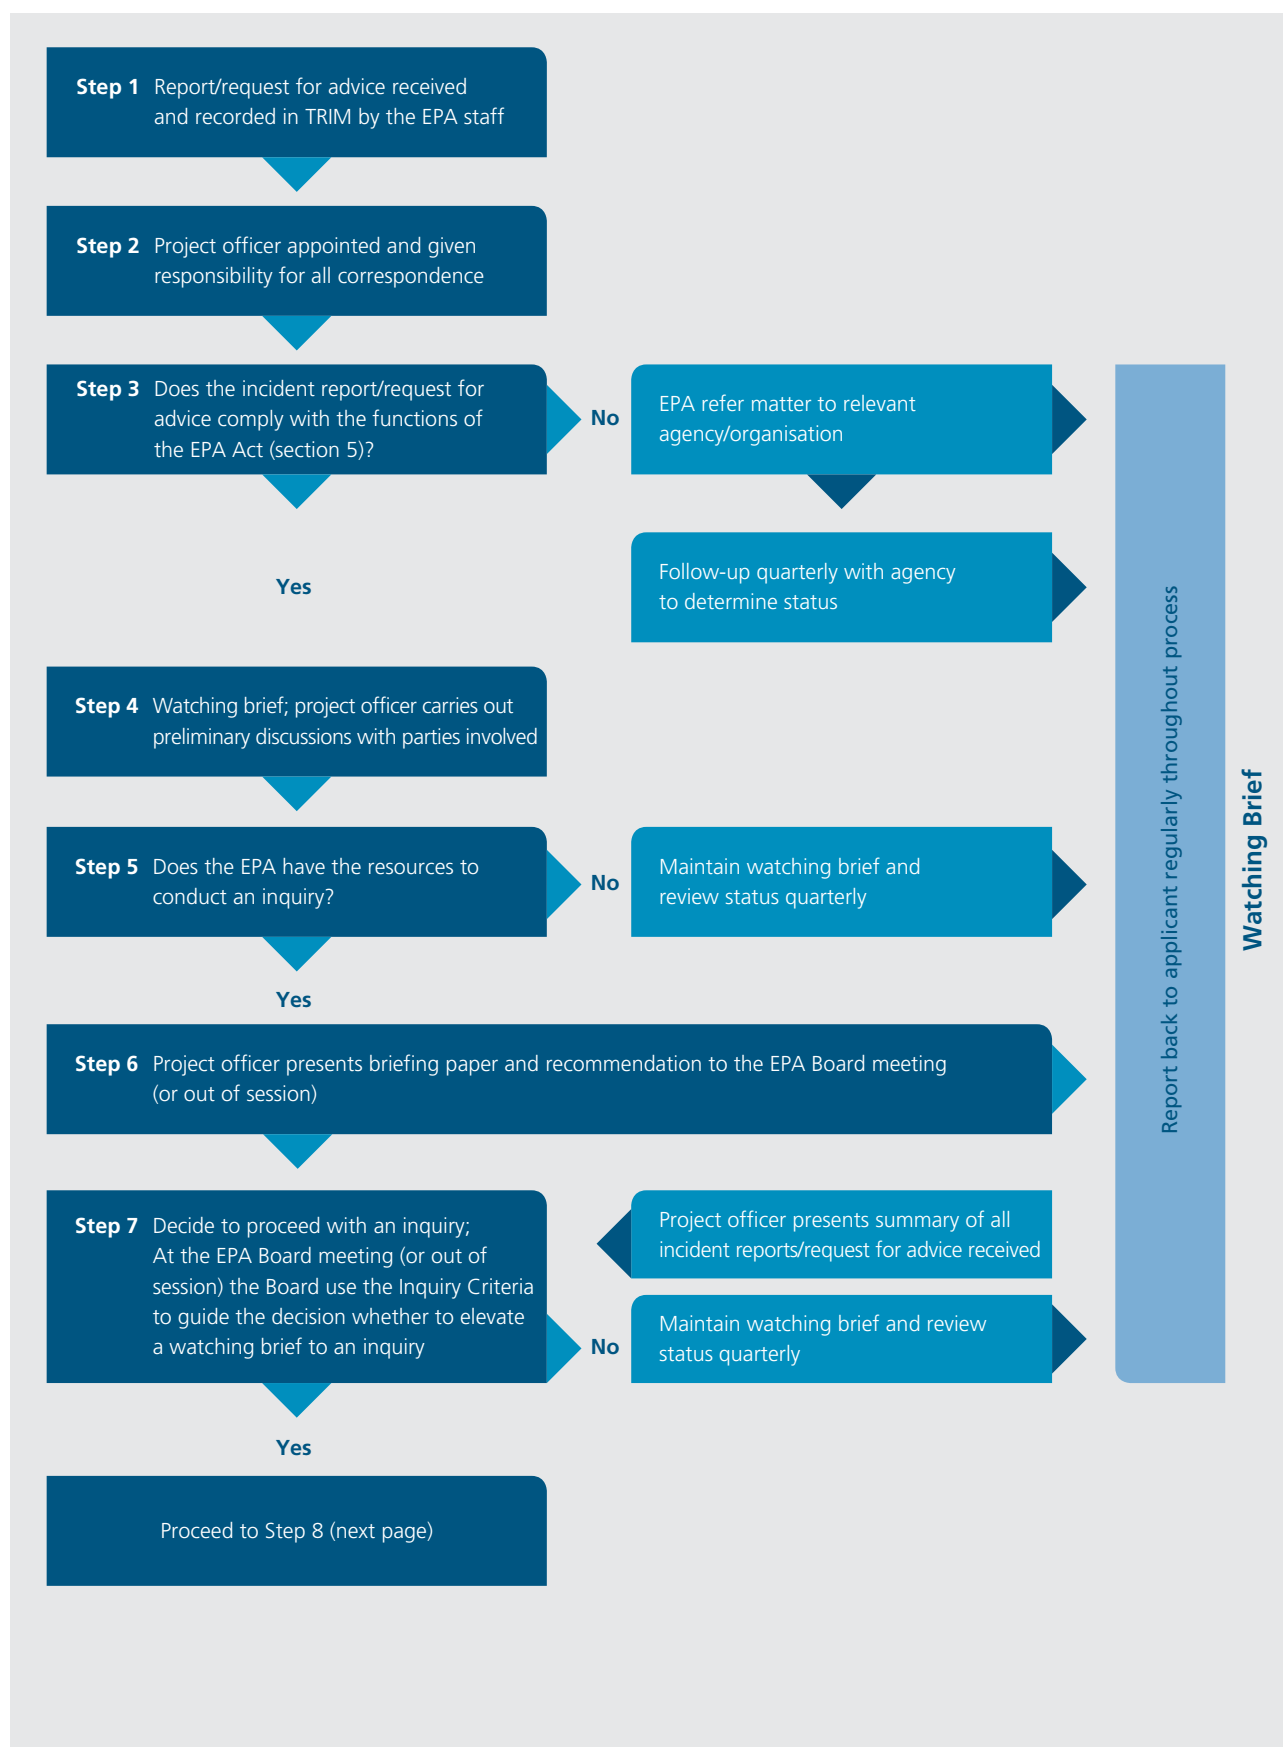 Step 1 Report/request for advice received
and recorded in TRIM by the EPA staff
Step 2 Project officer appointed and given
responsibility for all correspondence
Step 3 Does the incident report/request for
advice comply with the functions of
the EPA Act (section 5)?
No
EPA refer matter to relevant
agency/organisation
Yes
Follow-up quarterly with agency
to determine status
Step 4 Watching brief; project officer carries out
preliminary discussions with parties involved
Step 5 Does the EPA have the resources to
conduct an inquiry?
No
Maintain watching brief and
review status quarterly
Yes
Step 6 Project officer presents briefing paper and recommendation to the EPA Board meeting
(or out of session)
Step 7 Decide to proceed with an inquiry;
At the EPA Board meeting (or out of
session) the Board use the Inquiry Criteria
to guide the decision whether to elevate
a watching brief to an inquiry
Project officer presents summary of all
incident reports/request for advice received
No
Maintain watching brief and review
status quarterly
Yes
Proceed to Step 8 (next page)
Report back to applicant regularly throughout process
Watching Brief